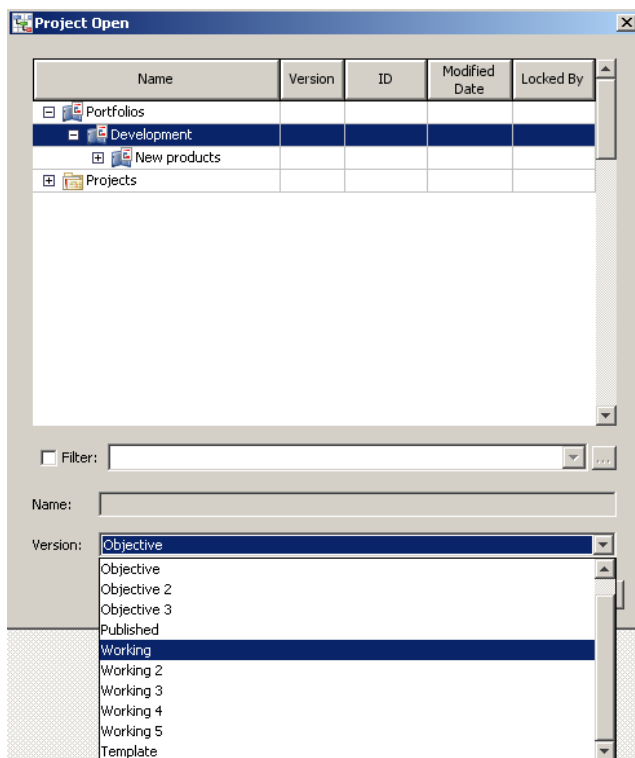 Project Open
Name Version ID Modified Date Locked By
Portfolios
Development
New products
Projects
Filter:
...
Name:
Version: Objective
Objective
Objective 2
Objective 3
Published
Working
Working 2
Working 3
Working 4
Working 5
Template